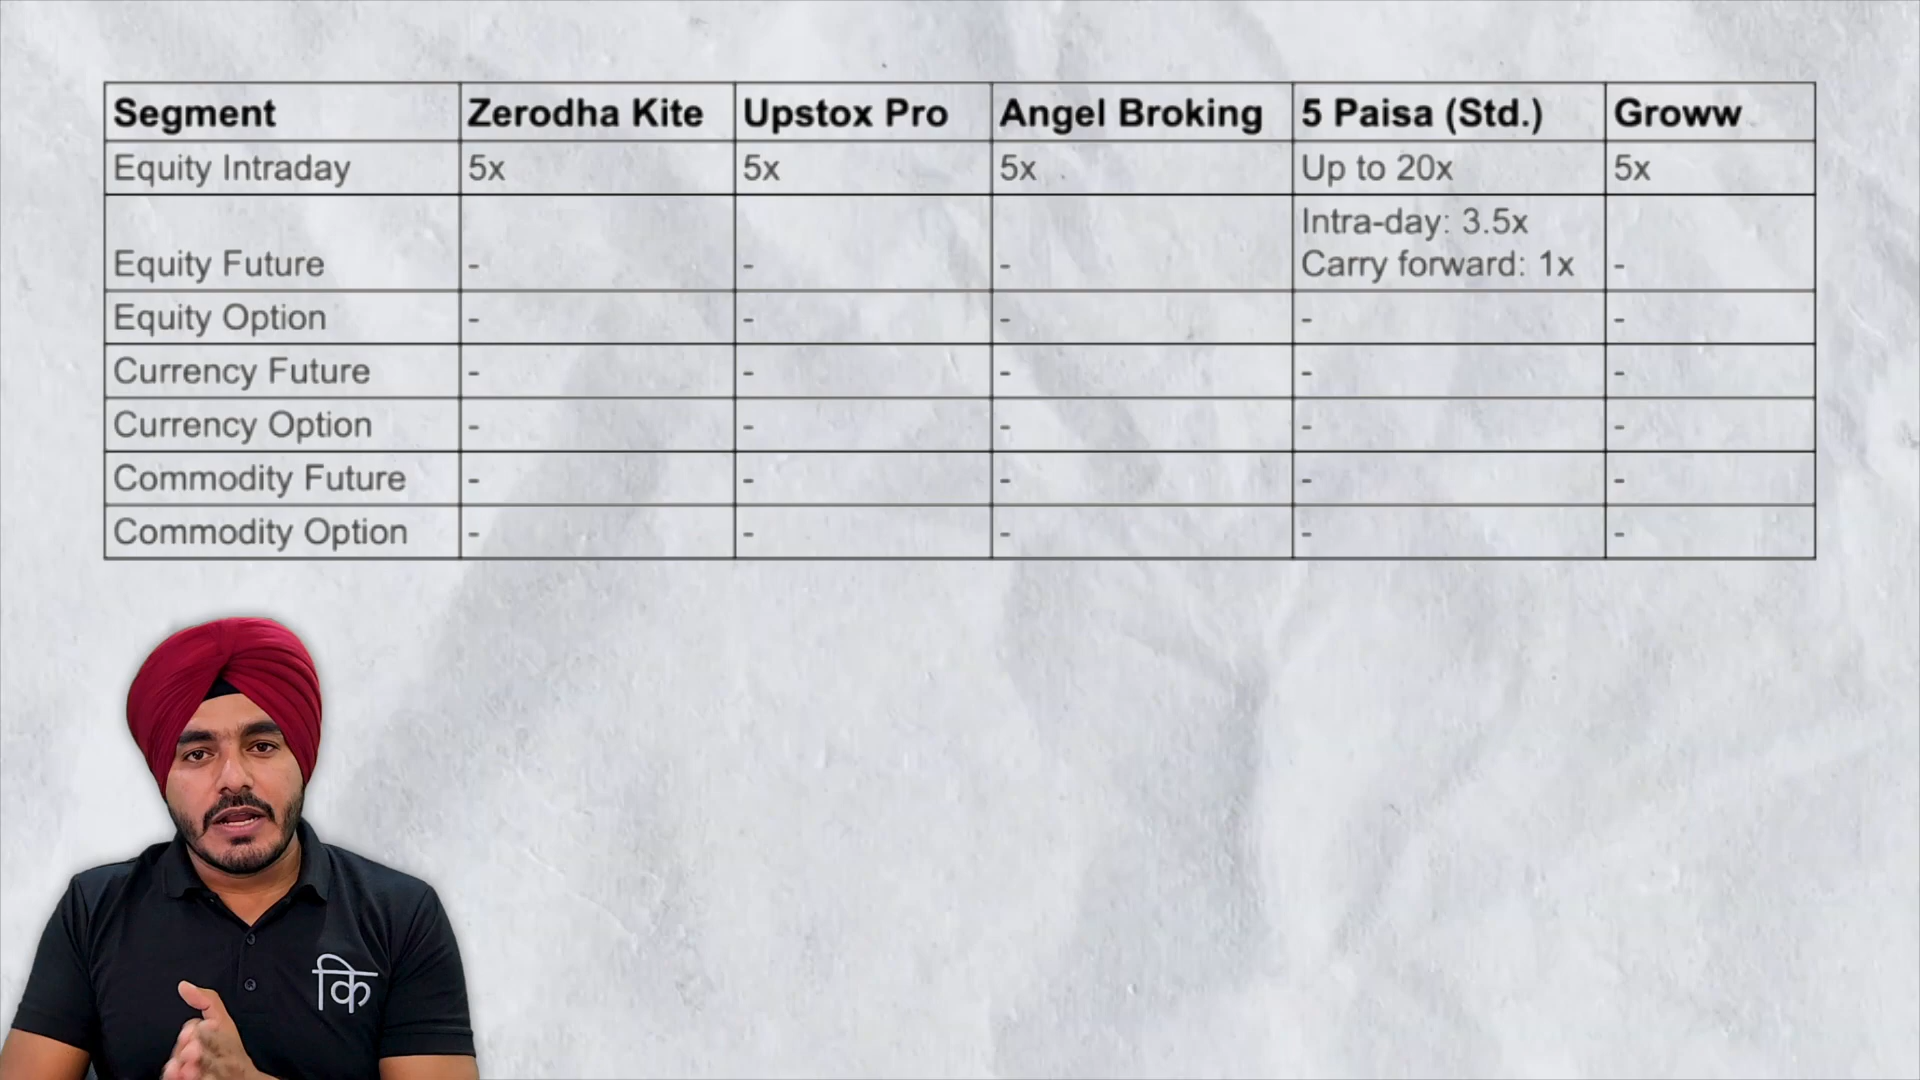 Segment Zerodha Kite Upstox Pro Angel Broking 5 Paisa (Std.) Groww
Equity Intraday 5x 5x 5x Up to 20x 5x
Intra-day: 3.5x
Equity Future - - - Carry forward: 1x -
Equity Option - - - - -
Currency Future - - - - -
Currency Option - - - - -
Commodity Future - - - - -
Commodity Option - - - - -
कि